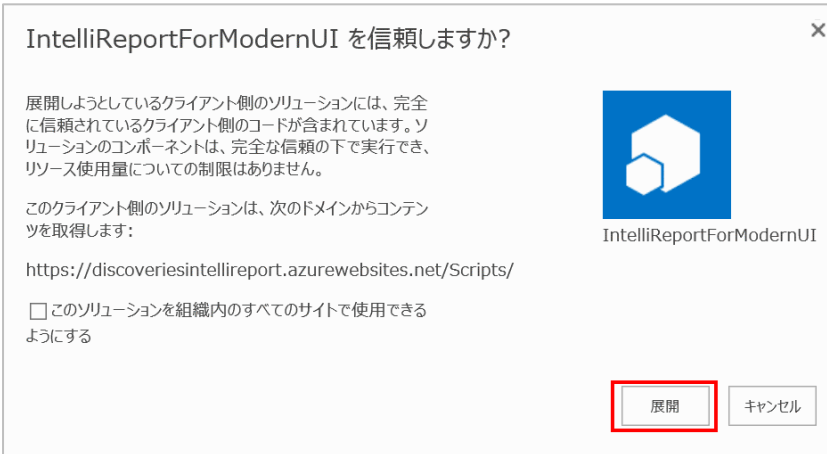 IntelliReportForModernUI を信頼しますか?
展開しようとしているクライアント側のソリューションには、完全
に信頼されているクライアント側のコードが含まれています。ソ
リューションのコンポーネントは、完全な信頼の下で実行でき、
リソース使用量についての制限はありません。
このクライアント側のソリューションは、次のドメインからコンテン
ツを取得します:
https://discoveriesintellireport.azurewebsites.net/Scripts/
このソリューションを組織内のすべてのサイトで使用できる
ようにする
IntelliReportForModernUI
展開
キャンセル